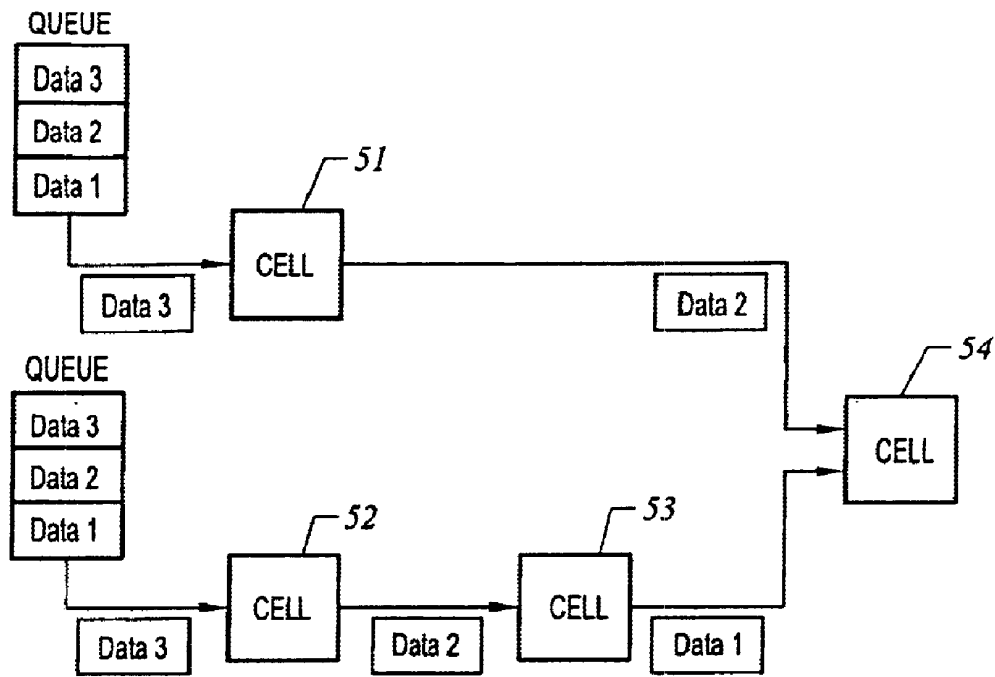 QUEUE
Data 3
Data 2
Data 1
51
CELL
Data 3
Data 2
54
CELL
QUEUE
Data 3
Data 2
Data 1
52
53
CELL
CELL
Data 3
Data 2
Data 1